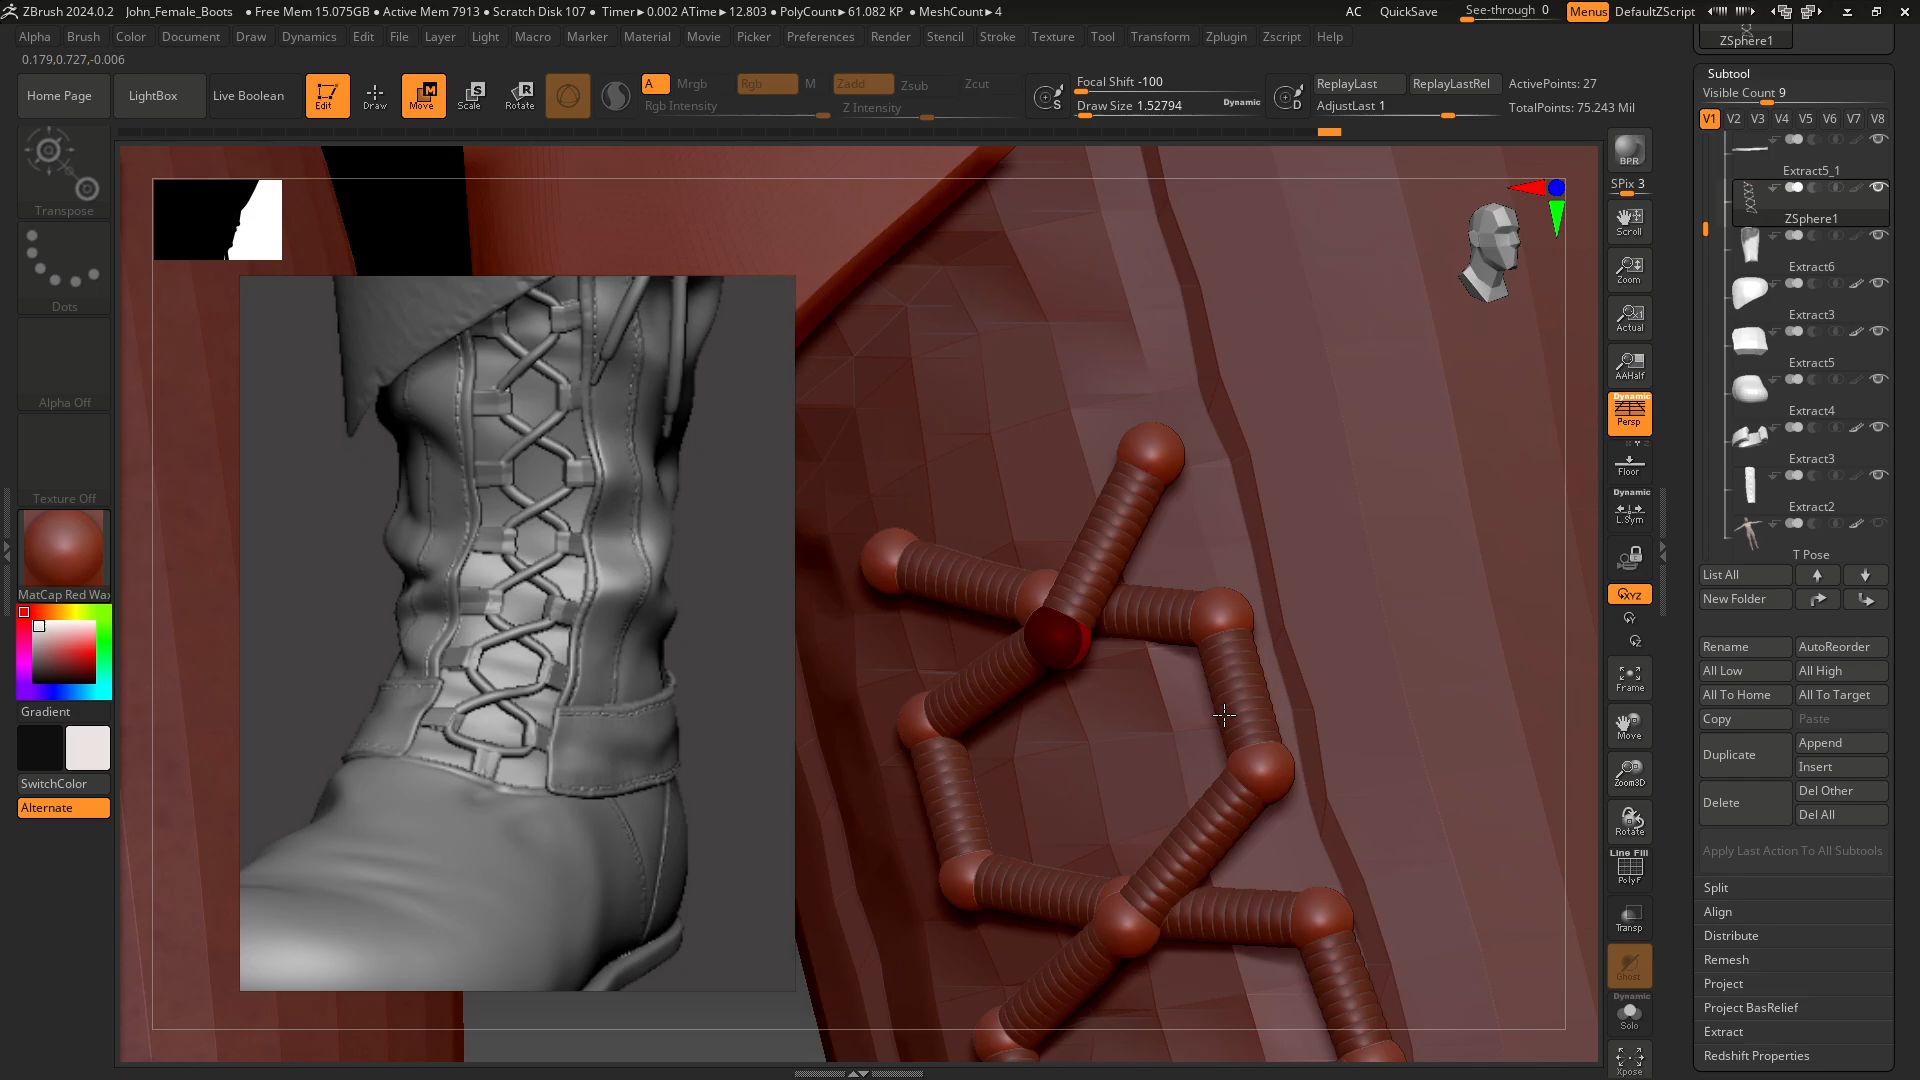 ZBrush 2024.0.2 John_Female_Boots ● Free Mem 15.075GB ● Active Mem 7913 ● Scratch Disk 107 ● Timer►0.002 ATime►12.803 ● PolyCount►61.082 KP ● MeshCount►4 AC QuickSave See-through 0 Menus DefaultZScript
Alpha Brush Color Document Draw Dynamics Edit File Layer Light Macro Marker Material Movie Picker Preferences Render Stencil Stroke Texture Tool Transform Zplugin Zscript Help
0.179,0.727,-0.006
Home Page LightBox Live Boolean Edit Draw Move Scale Rotate
A Mrgb Rgb M Zadd Zsub Zcut
Rgb Intensity Z Intensity
Focal Shift -100
Draw Size 1.52794 Dynamic
ReplayLast ReplayLastRel ActivePoints: 27
AdjustLast 1 TotalPoints: 75.243 Mil
Transpose
Dots
Alpha Off
Texture Off
MatCap Red Wax
Gradient
SwitchColor
Alternate
BPR
SPix 3
Scroll
Zoom
Actual
AAHalf
Dynamic
Persp
Floor
Dynamic
L.Sym
XYZ
Frame
Move
Zoom3D
Rotate
Line Fill
PolyF
Transp
Ghost
Dynamic
Solo
Xpose
ZSphere1
Subtool
Visible Count 9
V1 V2 V3 V4 V5 V6 V7 V8
Extract5_1
ZSphere1
Extract6
Extract3
Extract5
Extract4
Extract3
Extract2
T Pose
List All
New Folder
Rename AutoReorder
All Low All High
All To Home All To Target
Copy Paste
Duplicate Append
Insert
Delete Del Other
Del All
Apply Last Action To All Subtools
Split
Align
Distribute
Remesh
Project
Project BasRelief
Extract
Redshift Properties